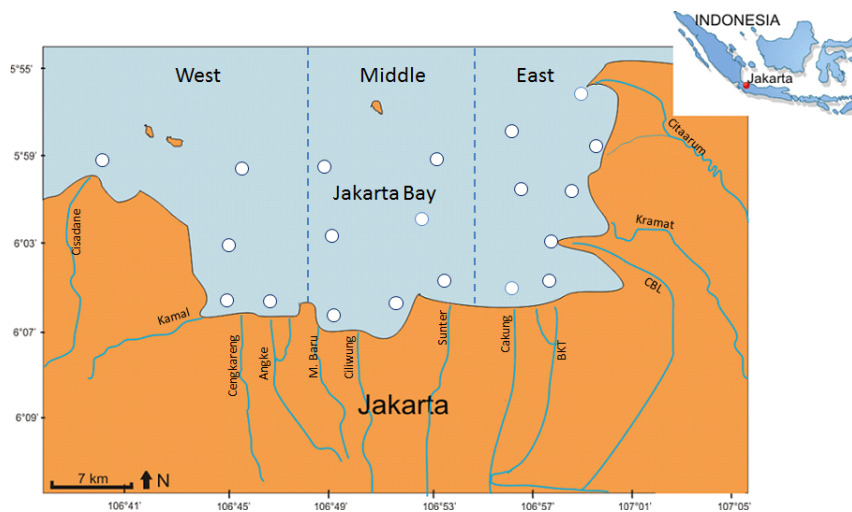 INDONESIA
Jakarta
West
Middle
East
5°55'
5°59'
6°03'
6°07'
6°09'
Jakarta Bay
Citaarum
Kramat
CBL
Cisadane
Kamal
Cengkareng
Angke
M. Baru
Ciliwung
Sunter
Cakung
BKT
Jakarta
7 km
N
106°41'
106°45'
106°49'
106°53'
106°57'
107°01'
107°05'